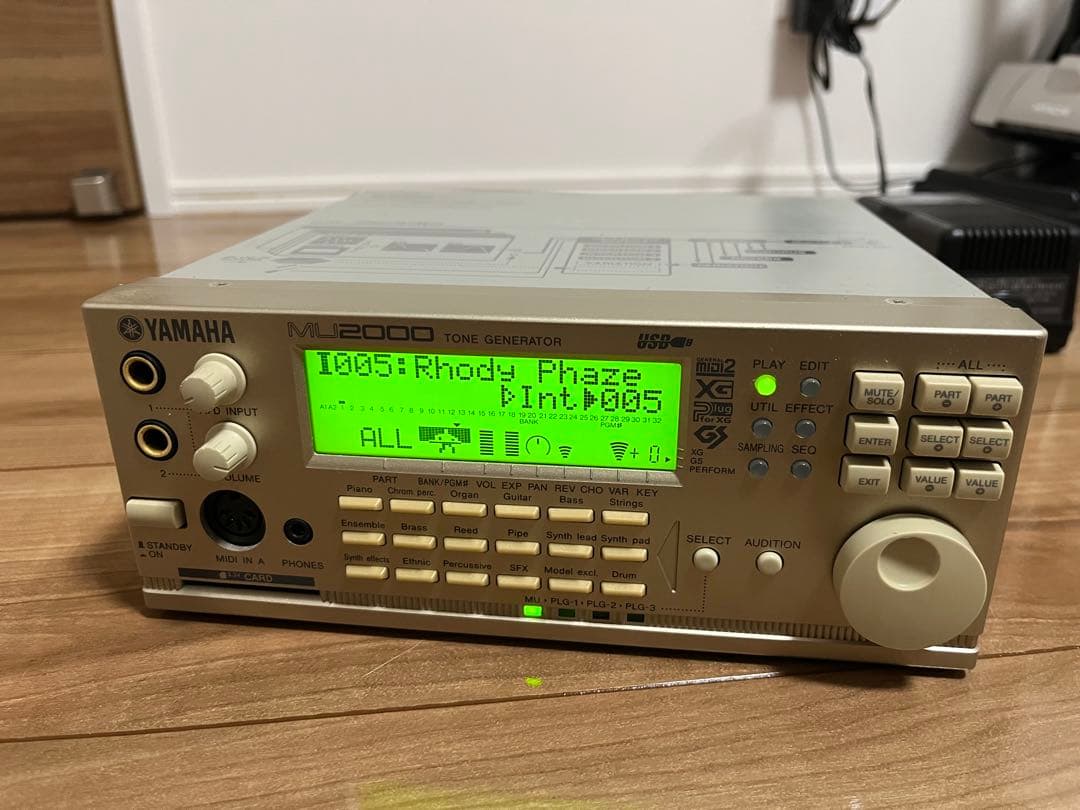 YAMAHA
MU2000 TONE GENERATOR
USB
I005:Rhody Phaze
Int 005
A1 A2 1 2 3 4 5 6 7 8 9 10 11 12 13 14 15 16 17 18 19 20 21 22 23 24 25 26 27 28 29 30 31 32
BANK PGM#
ALL
+ 0
GENERAL
MIDI2
XG
Plug
for XG
GS
XG
GS
PERFORM
PLAY EDIT
UTIL EFFECT
SAMPLING SEQ
ALL
MUTE/
SOLO
PART
-
PART
+
ENTER
SELECT
SELECT
EXIT
VALUE
-
VALUE
+
1
A/D INPUT
2
VOLUME
STANDBY
ON
MIDI IN A
PHONES
CARD
PART BANK/PGM# VOL EXP PAN REV CHO VAR KEY
Piano Chrom. perc. Organ Guitar Bass Strings
Ensemble Brass Reed Pipe Synth lead Synth pad
Synth effects Ethnic Percussive SFX Model excl. Drum
MU PLG-1 PLG-2 PLG-3
SELECT
AUDITION